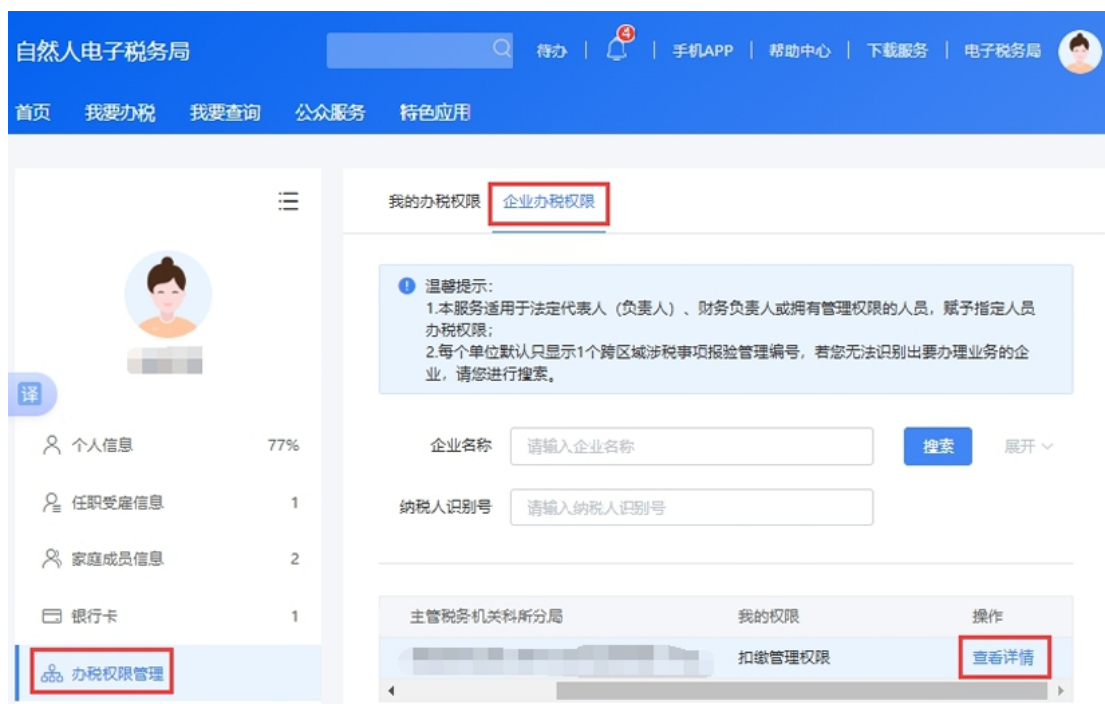 自然人电子税务局
待办
4
手机APP
帮助中心
下载服务
电子税务局
首页
我要办税
我要查询
公众服务
特色应用
译
个人信息 77%
任职受雇信息 1
家庭成员信息 2
银行卡 1
办税权限管理
我的办税权限
企业办税权限
温馨提示:
1.本服务适用于法定代表人（负责人）、财务负责人或拥有管理权限的人员，赋予指定人员
办税权限;
2.每个单位默认只显示1个跨区域涉税事项报验管理编号，若您无法识别出要办理业务的企
业，请您进行搜索。
企业名称 请输入企业名称 搜索 展开
纳税人识别号 请输入纳税人识别号
主管税务机关科所分局 我的权限 操作
扣缴管理权限 查看详情